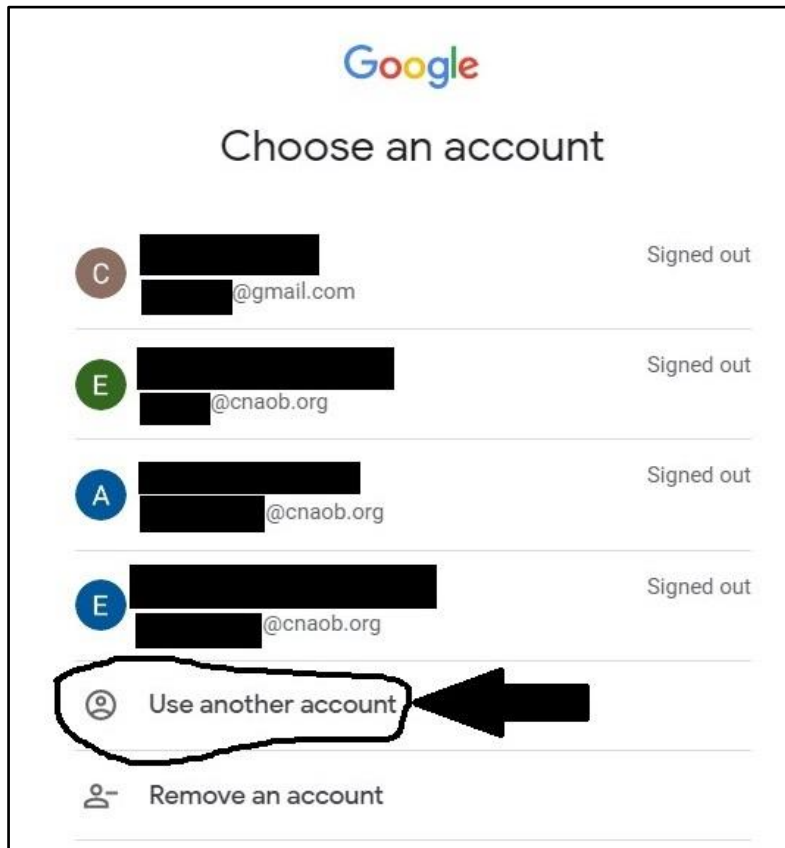 Google
Choose an account
C
Signed out
@gmail.com
E
Signed out
@cnaob.org
A
Signed out
@cnaob.org
E
Signed out
@cnaob.org
Use another account
Remove an account